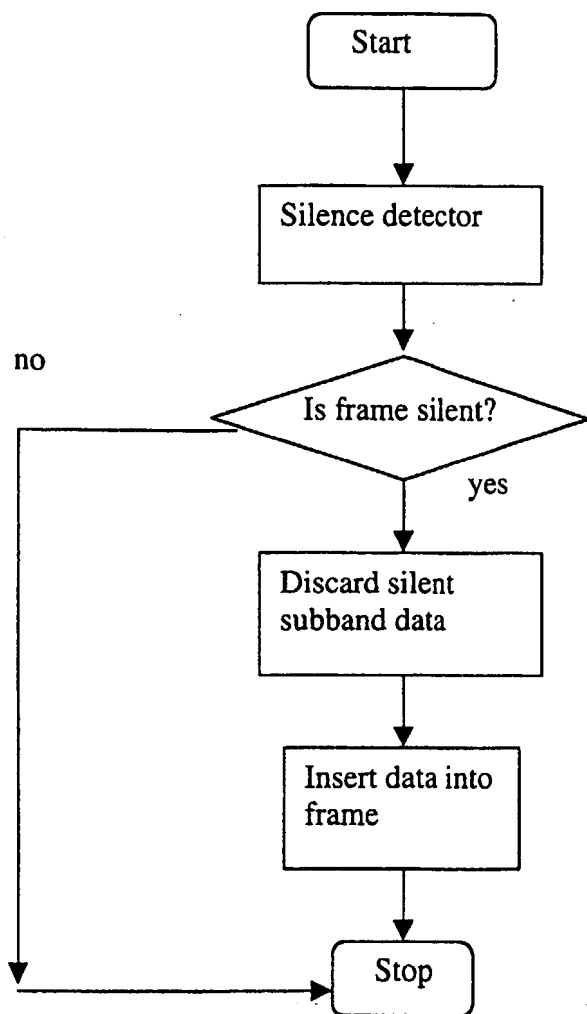 Start
Silence detector
no
Is frame silent?
yes
Discard silent
subband data
Insert data into
frame
Stop